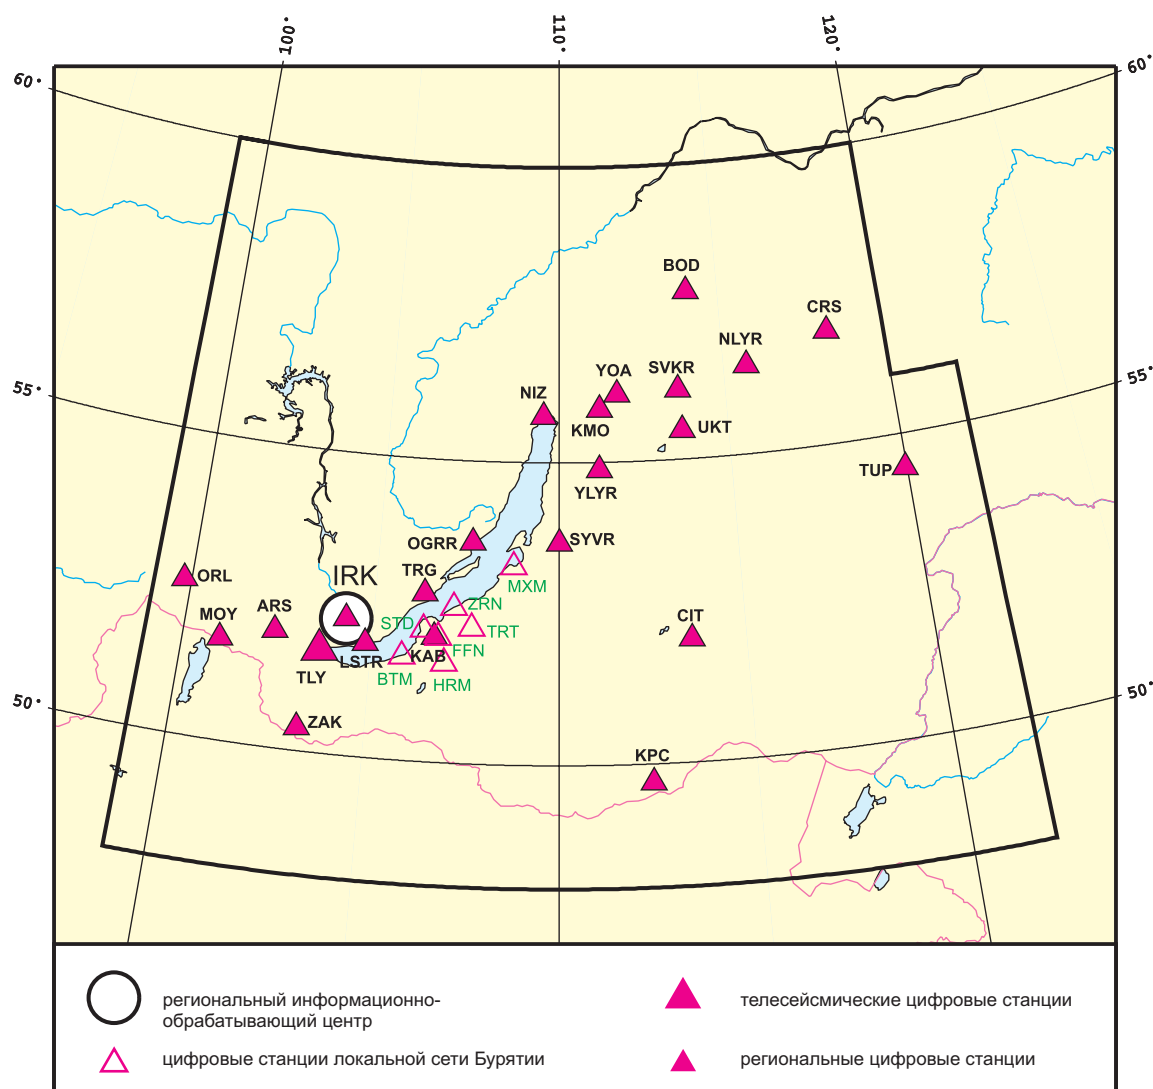 100°
110°
120°
60°
60°
BOD
CRS
NLYR
YOA
SVKR
55°
55°
NIZ
KMO
UKT
TUP
YLYR
OGRR
SYVR
TRG
MXM
ORL
IRK
ZRN
MOY
ARS
STD
TRT
CIT
KAB
FFN
LSTR
TLY
BTM
HRM
50°
50°
ZAK
KPC
региональный информационно-
обрабатывающий центр
телесейсмические цифровые станции
цифровые станции локальной сети Бурятии
региональные цифровые станции